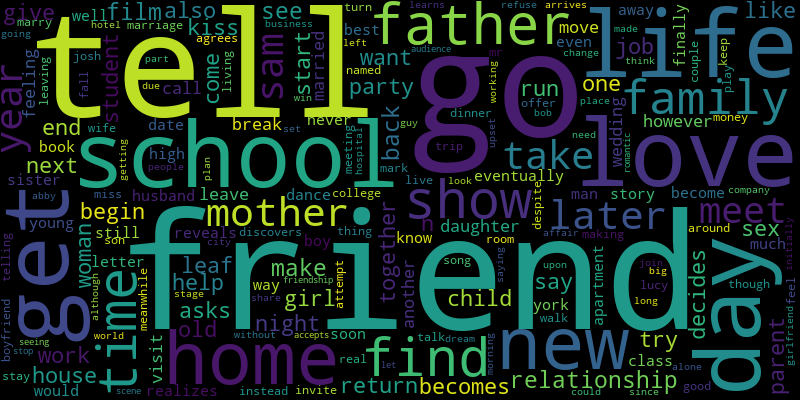 give
well
filmalso
kiss
see
hotel
marriage
business
marry
agrees
going
josh
part
living
leaving
feeling
year
student
call
fall
due
tell
come
sam
start
married
father
best
want
turn
named
left
party
audience
mr
go
learns
refuse
arrives
move
even
change
life
away
like
job
finally
couple
made
think
keep
play
one
family
run
offer
bob
working
win
guy
place
by
however
money
end
book
wife
date
high
people
break
set
never
meeting
hospital
back
dinner
upset
trip
need
wedding
romantic
school
getting
plan
mark
take
love
next
sister
abby
miss
husband
leave
dance
college
live
look
eventually
man
story
become
company
get
young
begin
still
son
woman
letter
although
meanwhile
mother
reveals
discovers
city
boy
thing
together
show
daughter
know
room
song
despite
affair
making
later
meet
around
sex
much
initially
telling
boyfriend
seeing
stop
stay
would
house
work
world
time
scene
leaf
help
asks
stage
share
way
girl
make
friendship
attempt
night
old
visit
without
accepts
soon
another
friend
child
saying
say
upon
york
walk
apartment
join
big
lucy
long
decides
though
feel
girlfriend
day
parent
realizes
home
instead
invite
real
let
return
find
talk
dream
becomes
morning
new
relationship
try
class
could
since
alone
good